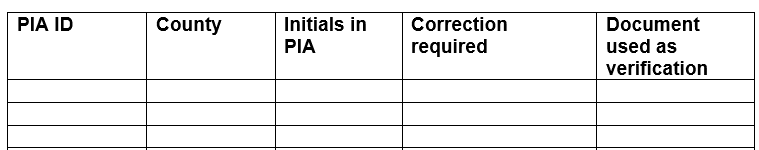 PIA ID
County
Initials in
PIA
Correction
required
Document
used as
verification